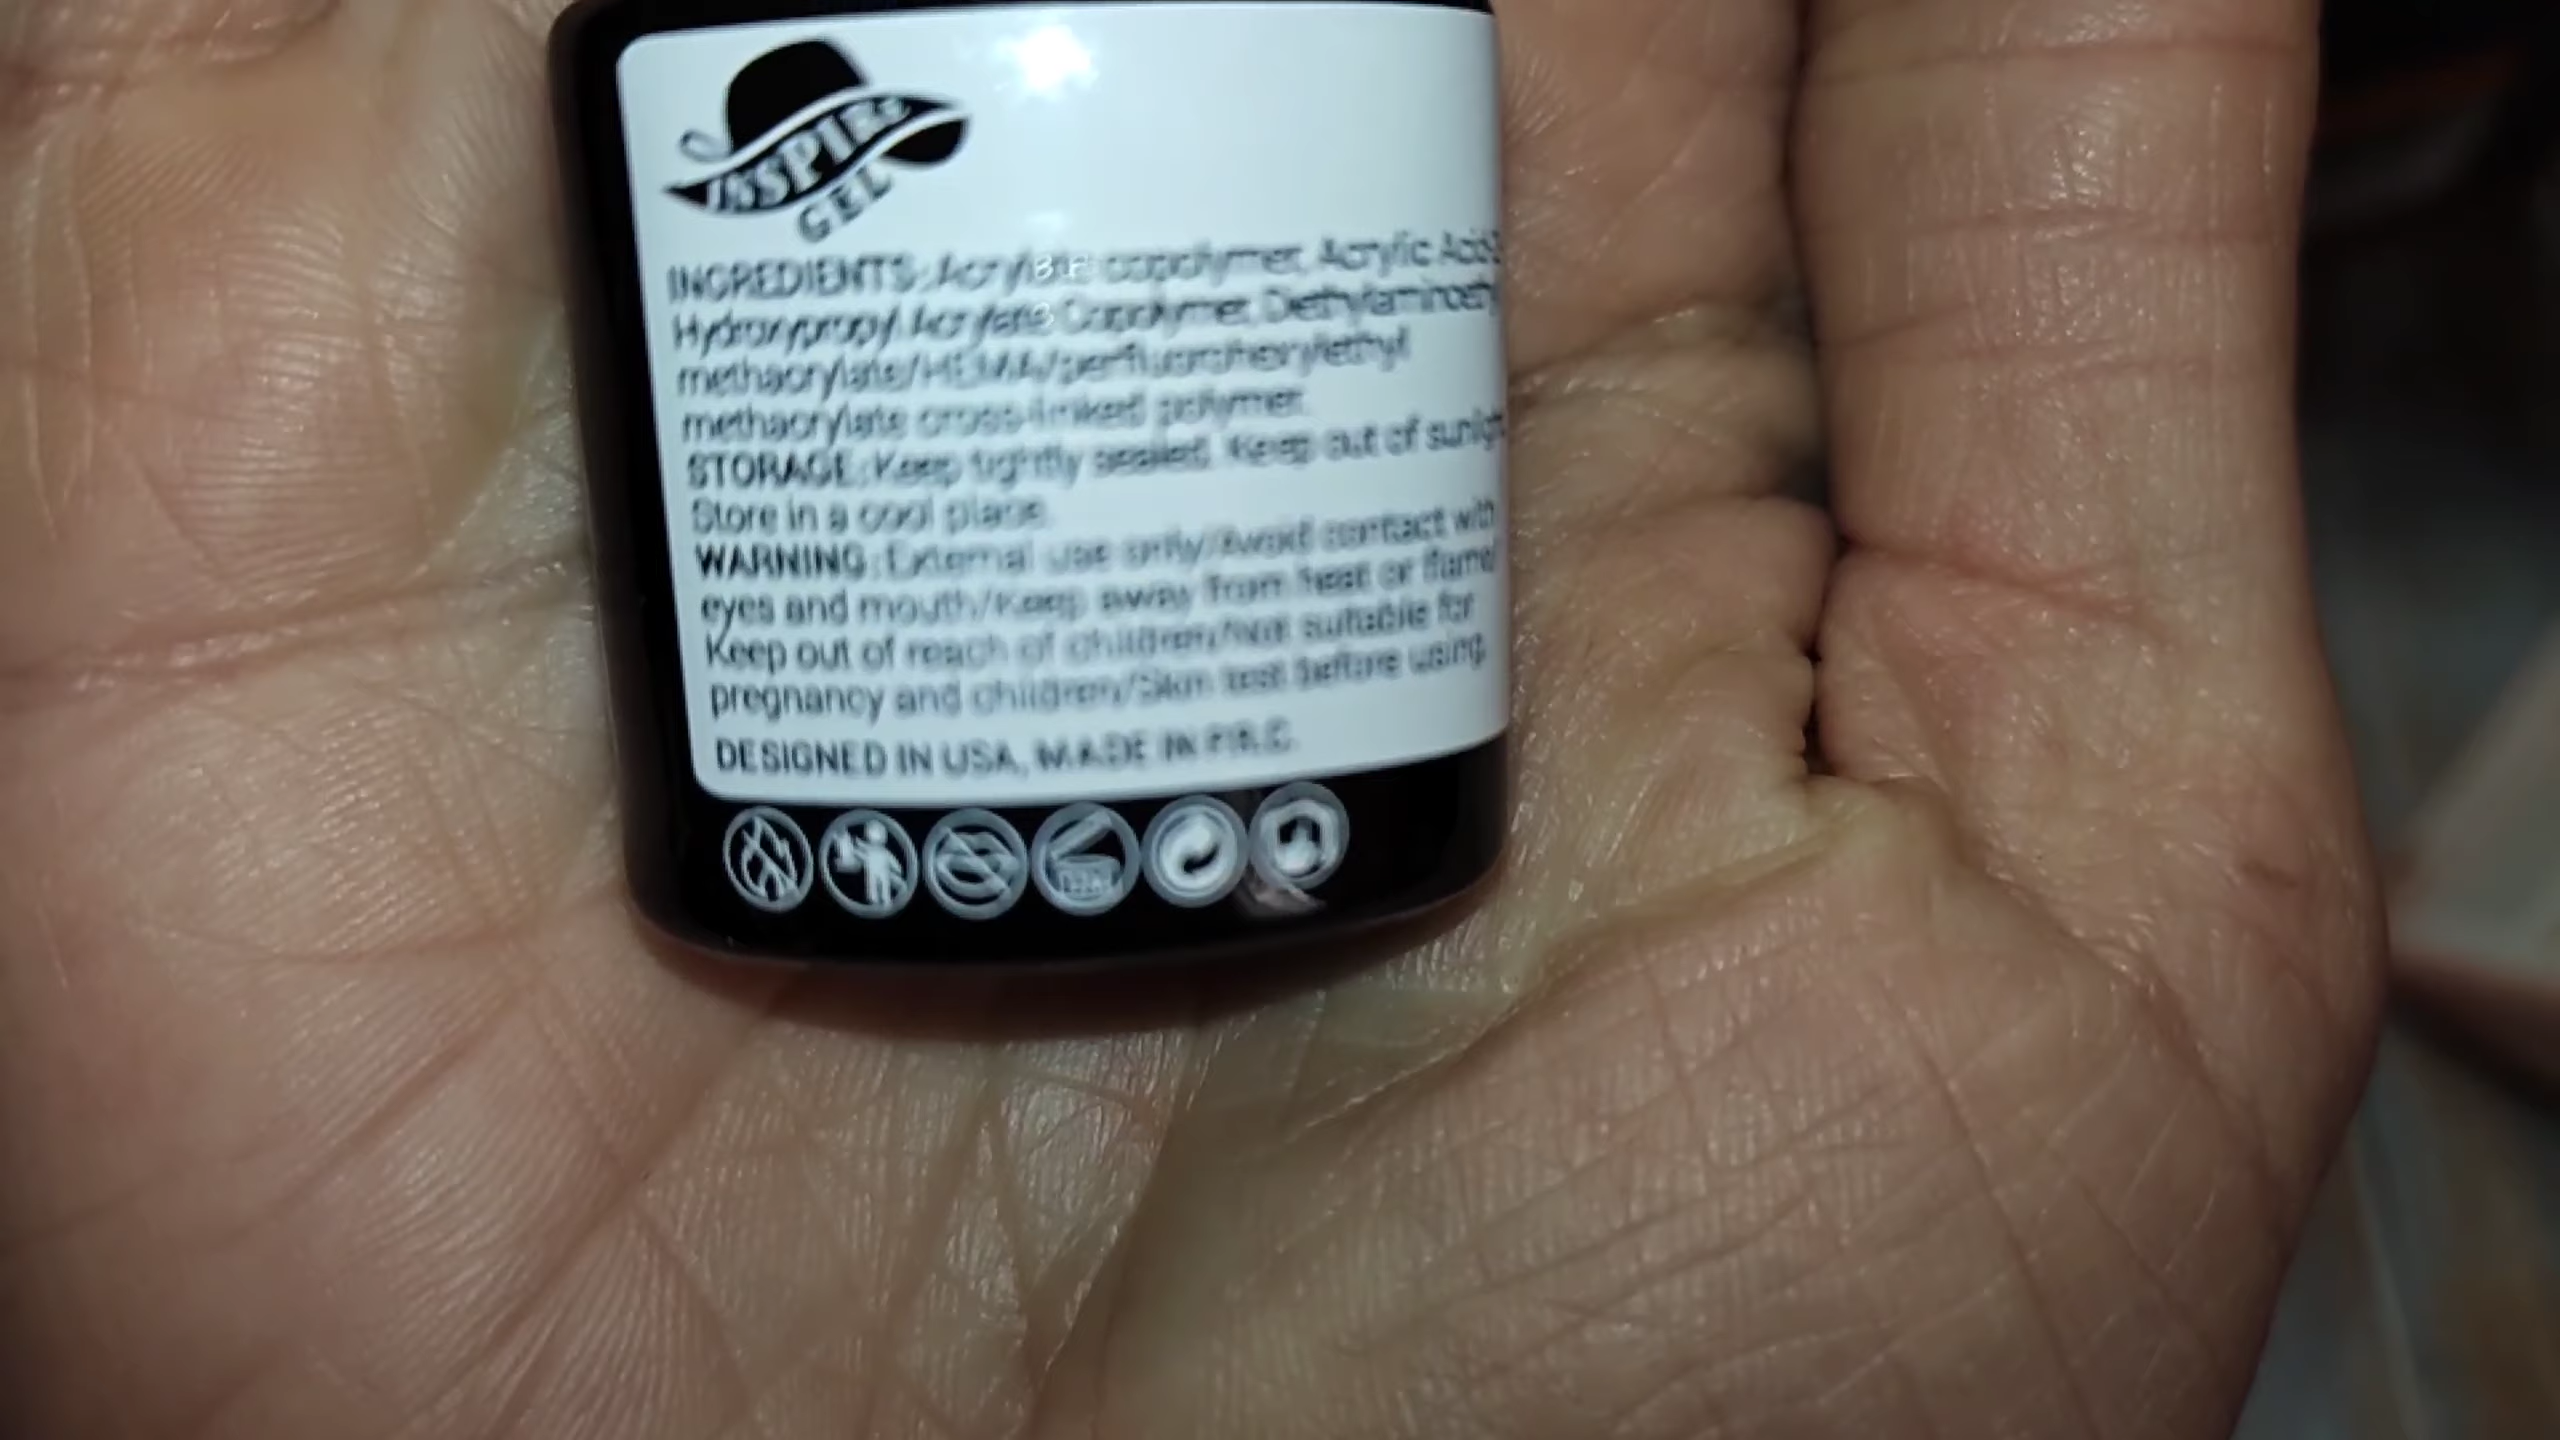 GEL
INGREDIENTS: Acrylate copolymer, Acrylic Acid
Hydroxypropyl Acrylate Copolymer, Diethylaminoethy
methacrylate/HEMA/perfluorohexylethyl
methacrylate cross-linked polymer.
STORAGE: Keep tightly sealed. Keep out of sunlight
Store in a cool place.
WARNING: External use only/Avoid contact with
eyes and mouth/Keep away from heat or flame/
Keep out of reach of children/Not suitable for
pregnancy and children/Skin test before using.
DESIGNED IN USA, MADE IN P.R.C.